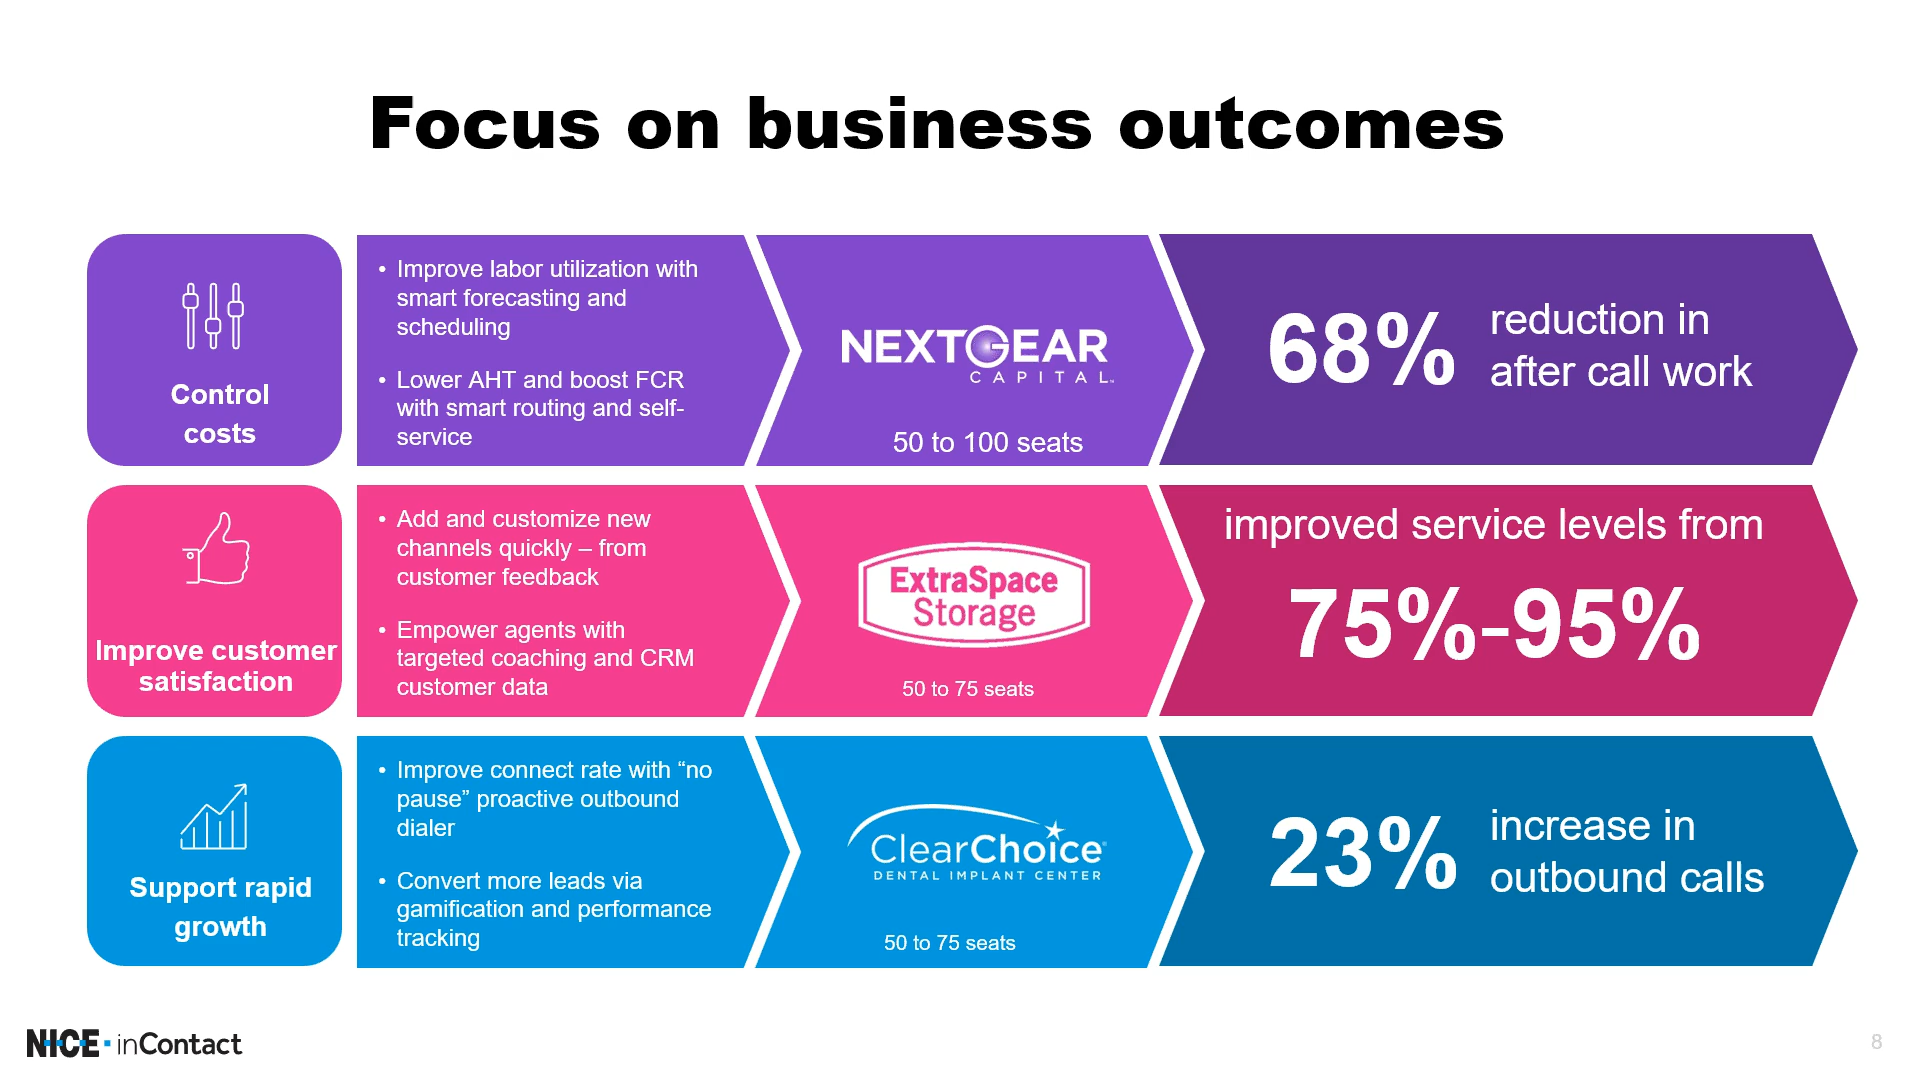 Focus on business outcomes
Control
costs
• Improve labor utilization with
smart forecasting and
scheduling
• Lower AHT and boost FCR
with smart routing and self-
service
NEXTGEAR
CAPITAL™
50 to 100 seats
68%
reduction in
after call work
Improve customer
satisfaction
• Add and customize new
channels quickly – from
customer feedback
• Empower agents with
targeted coaching and CRM
customer data
ExtraSpace
Storage
50 to 75 seats
improved service levels from
75%-95%
Support rapid
growth
• Improve connect rate with “no
pause” proactive outbound
dialer
• Convert more leads via
gamification and performance
tracking
ClearChoice®
DENTAL IMPLANT CENTER
50 to 75 seats
23%
increase in
outbound calls
NICE inContact
8